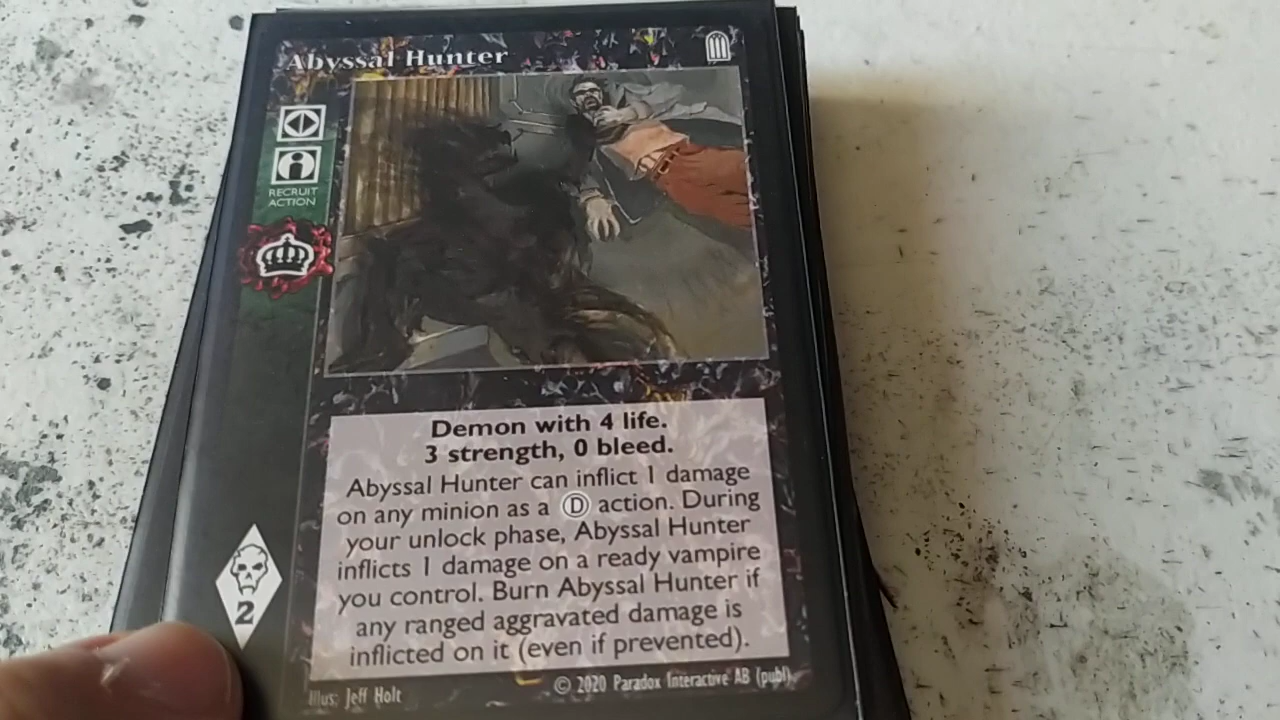 Abyssal Hunter
RECRUIT
ACTION
Demon with 4 life.
3 strength, 0 bleed.
Abyssal Hunter can inflict 1 damage
on any minion as a Ⓓ action. During
your unlock phase, Abyssal Hunter
inflicts 1 damage on a ready vampire
you control. Burn Abyssal Hunter if
any ranged aggravated damage is
inflicted on it (even if prevented).
2
Illus: Jeff Holt
© 2020 Paradox Interactive AB (publ)